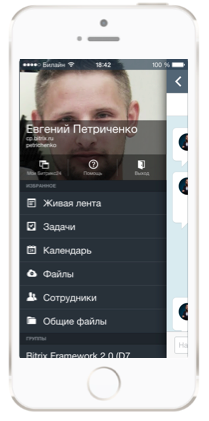 Билайн 18:42 100 %
Евгений Петриченко
cp.bitrix.ru
petrichenko
Мой Битрикс24 Помощь Выход
ИЗБРАННОЕ
Живая лента
Задачи
Календарь
Файлы
Сотрудники
Общие файлы
ГРУППЫ
Bitrix Framework 2.0 (D7
На